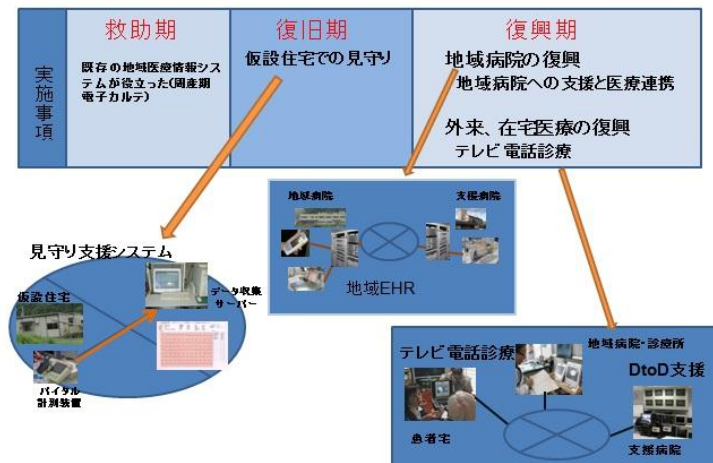 救助期
復旧期
復興期
実施事項
既存の地域医療情報シス
テムが役立った(周産期
電子カルテ)
仮設住宅での見守り
地域病院の復興
地域病院への支援と医療連携
外来、在宅医療の復興
テレビ電話診療
見守り支援システム
仮設住宅
データ収集
サーバー
バイタル
計測装置
地域病院
支援病院
地域EHR
テレビ電話診療
地域病院・診療所
DtoD支援
患者宅
支援病院